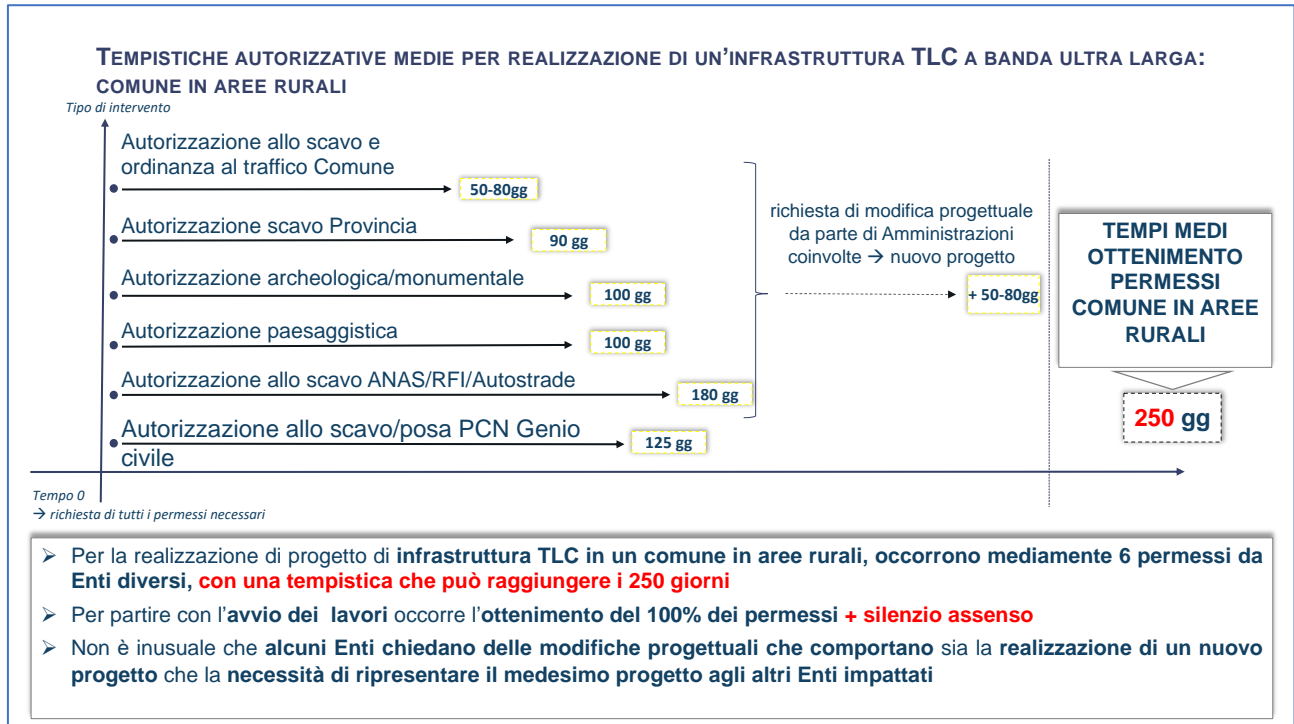 TEMPISTICHE AUTORIZZATIVE MEDIE PER REALIZZAZIONE DI UN'INFRASTRUTTURA TLC A BANDA ULTRA LARGA:
COMUNE IN AREE RURALI
Tipo di intervento
Autorizzazione allo scavo e
ordinanza al traffico Comune
50-80gg
Autorizzazione scavo Provincia
90 gg
Autorizzazione archeologica/monumentale
100 gg
Autorizzazione paesaggistica
100 gg
Autorizzazione allo scavo ANAS/RFI/Autostrade
180 gg
Autorizzazione allo scavo/posa PCN Genio
civile
125 gg
richiesta di modifica progettuale
da parte di Amministrazioni
coinvolte → nuovo progetto
+ 50-80gg
TEMPI MEDI
OTTENIMENTO
PERMESSI
COMUNE IN AREE
RURALI
250 gg
Tempo 0
→ richiesta di tutti i permessi necessari
➢ Per la realizzazione di progetto di infrastruttura TLC in un comune in aree rurali, occorrono mediamente 6 permessi da
Enti diversi, con una tempistica che può raggiungere i 250 giorni
➢ Per partire con l'avvio dei lavori occorre l'ottenimento del 100% dei permessi + silenzio assenso
➢ Non è inusuale che alcuni Enti chiedano delle modifiche progettuali che comportano sia la realizzazione di un nuovo
progetto che la necessità di ripresentare il medesimo progetto agli altri Enti impattati